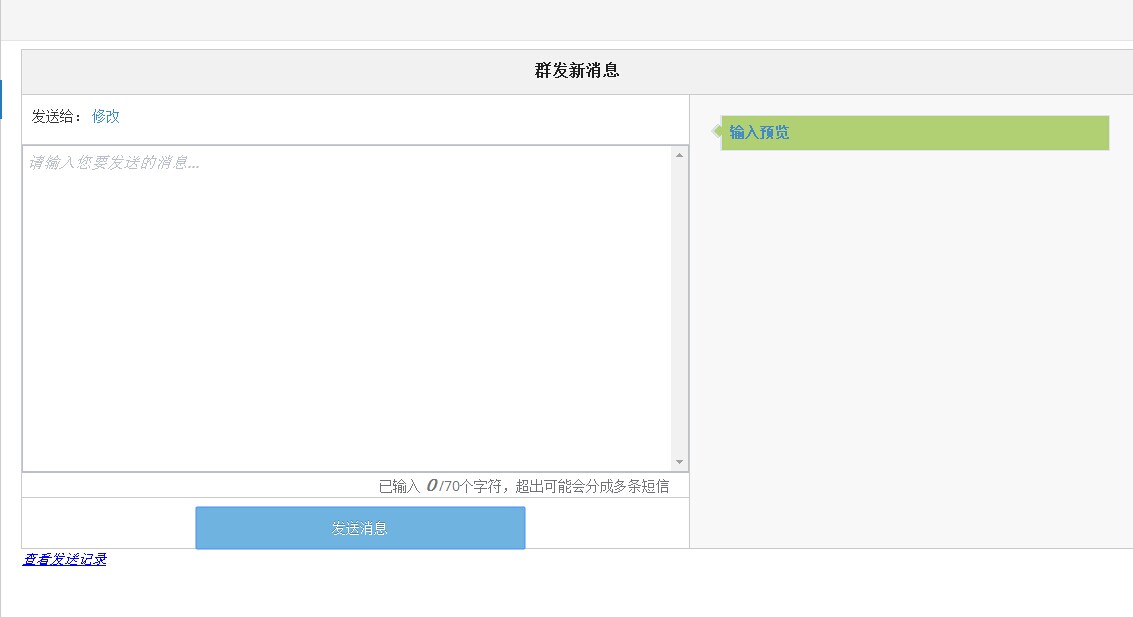 群发新消息
发送给： 修改
输入预览
请输入您要发送的消息...
已输入 0/70个字符，超出可能会分成多条短信
发送消息
查看发送记录